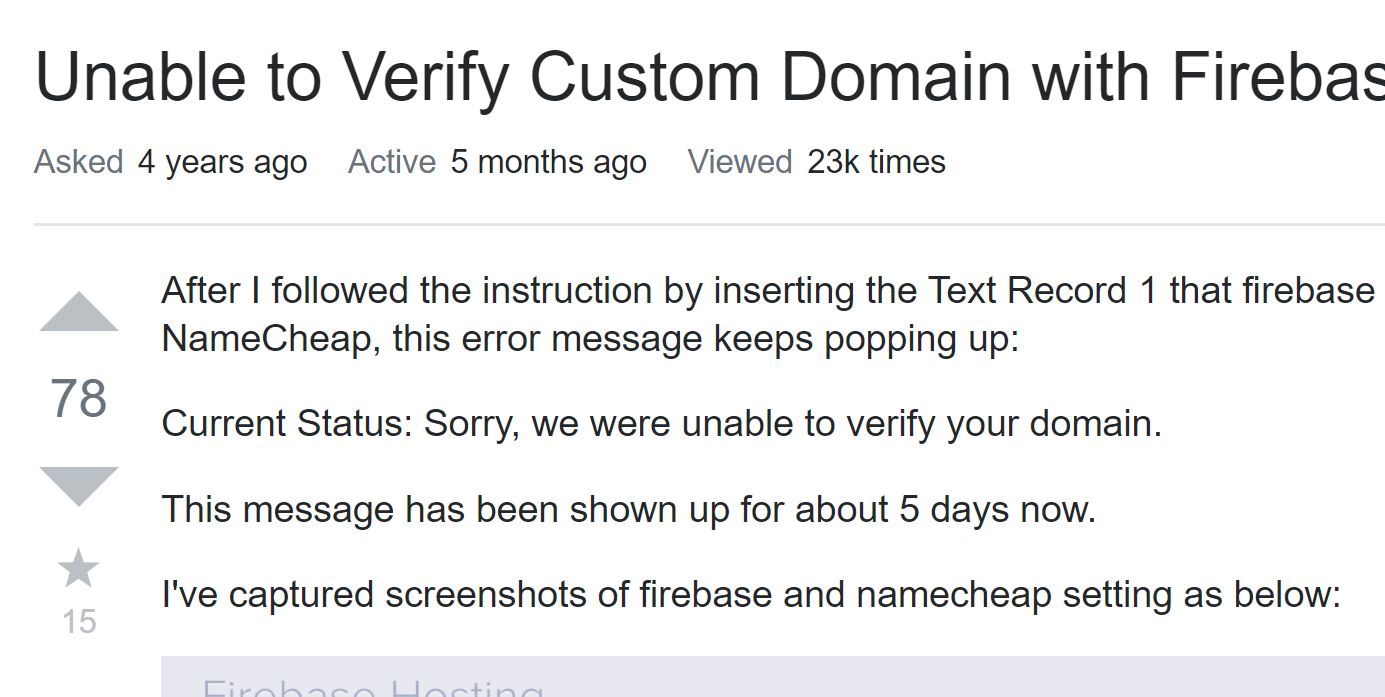 Unable to Verify Custom Domain with Firebas
Asked 4 years ago Active 5 months ago Viewed 23k times
After I followed the instruction by inserting the Text Record 1 that firebase
NameCheap, this error message keeps popping up:
78
Current Status: Sorry, we were unable to verify your domain.
This message has been shown up for about 5 days now.
I've captured screenshots of firebase and namecheap setting as below:
15
Firebase Hosting